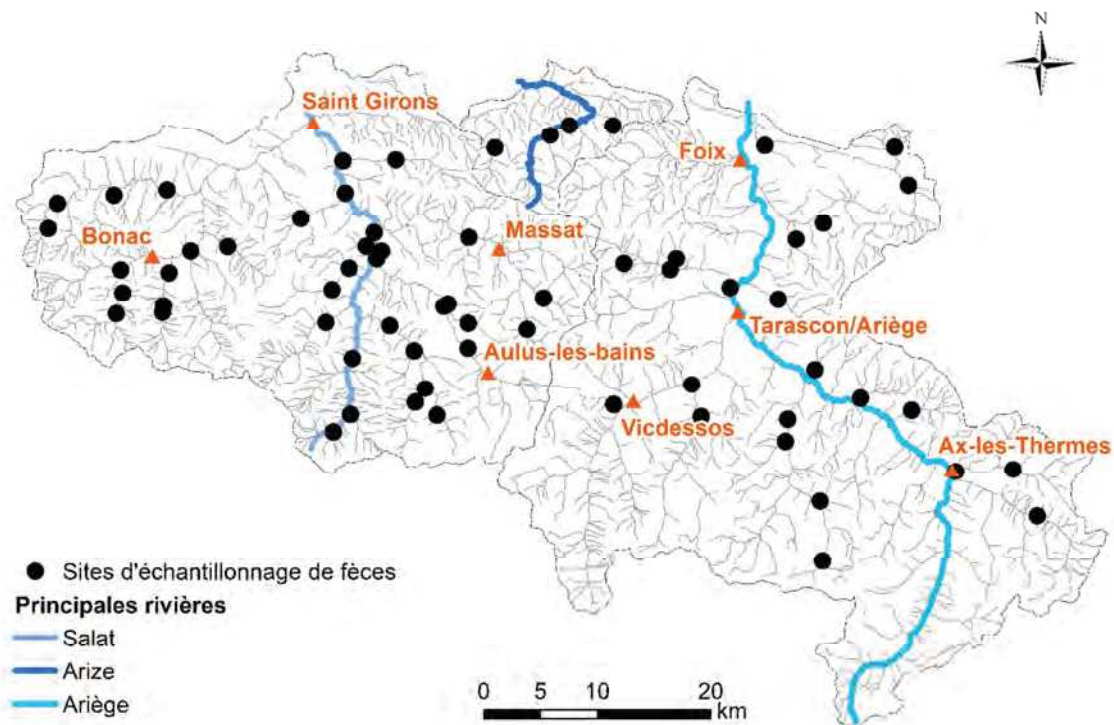 N
Saint Girons
Foix
Bonac
Massat
Tarascon/Ariège
Aulus-les-bains
Vicdessos
Ax-les-Thermes
Sites d'échantillonnage de fèces
Principales rivières
Salat
Arize
Ariège
0 5 10 20
km